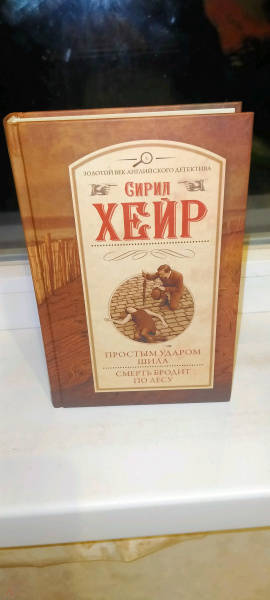 ЗОЛОТОЙ ВЕК АНГЛИЙСКОГО ДЕТЕКТИВА
СИРИЛ
ХЕЙР
ПРОСТЫМ УДАРОМ
ШИЛА
СМЕРТЬ БРОДИТ
ПО ЛЕСУ